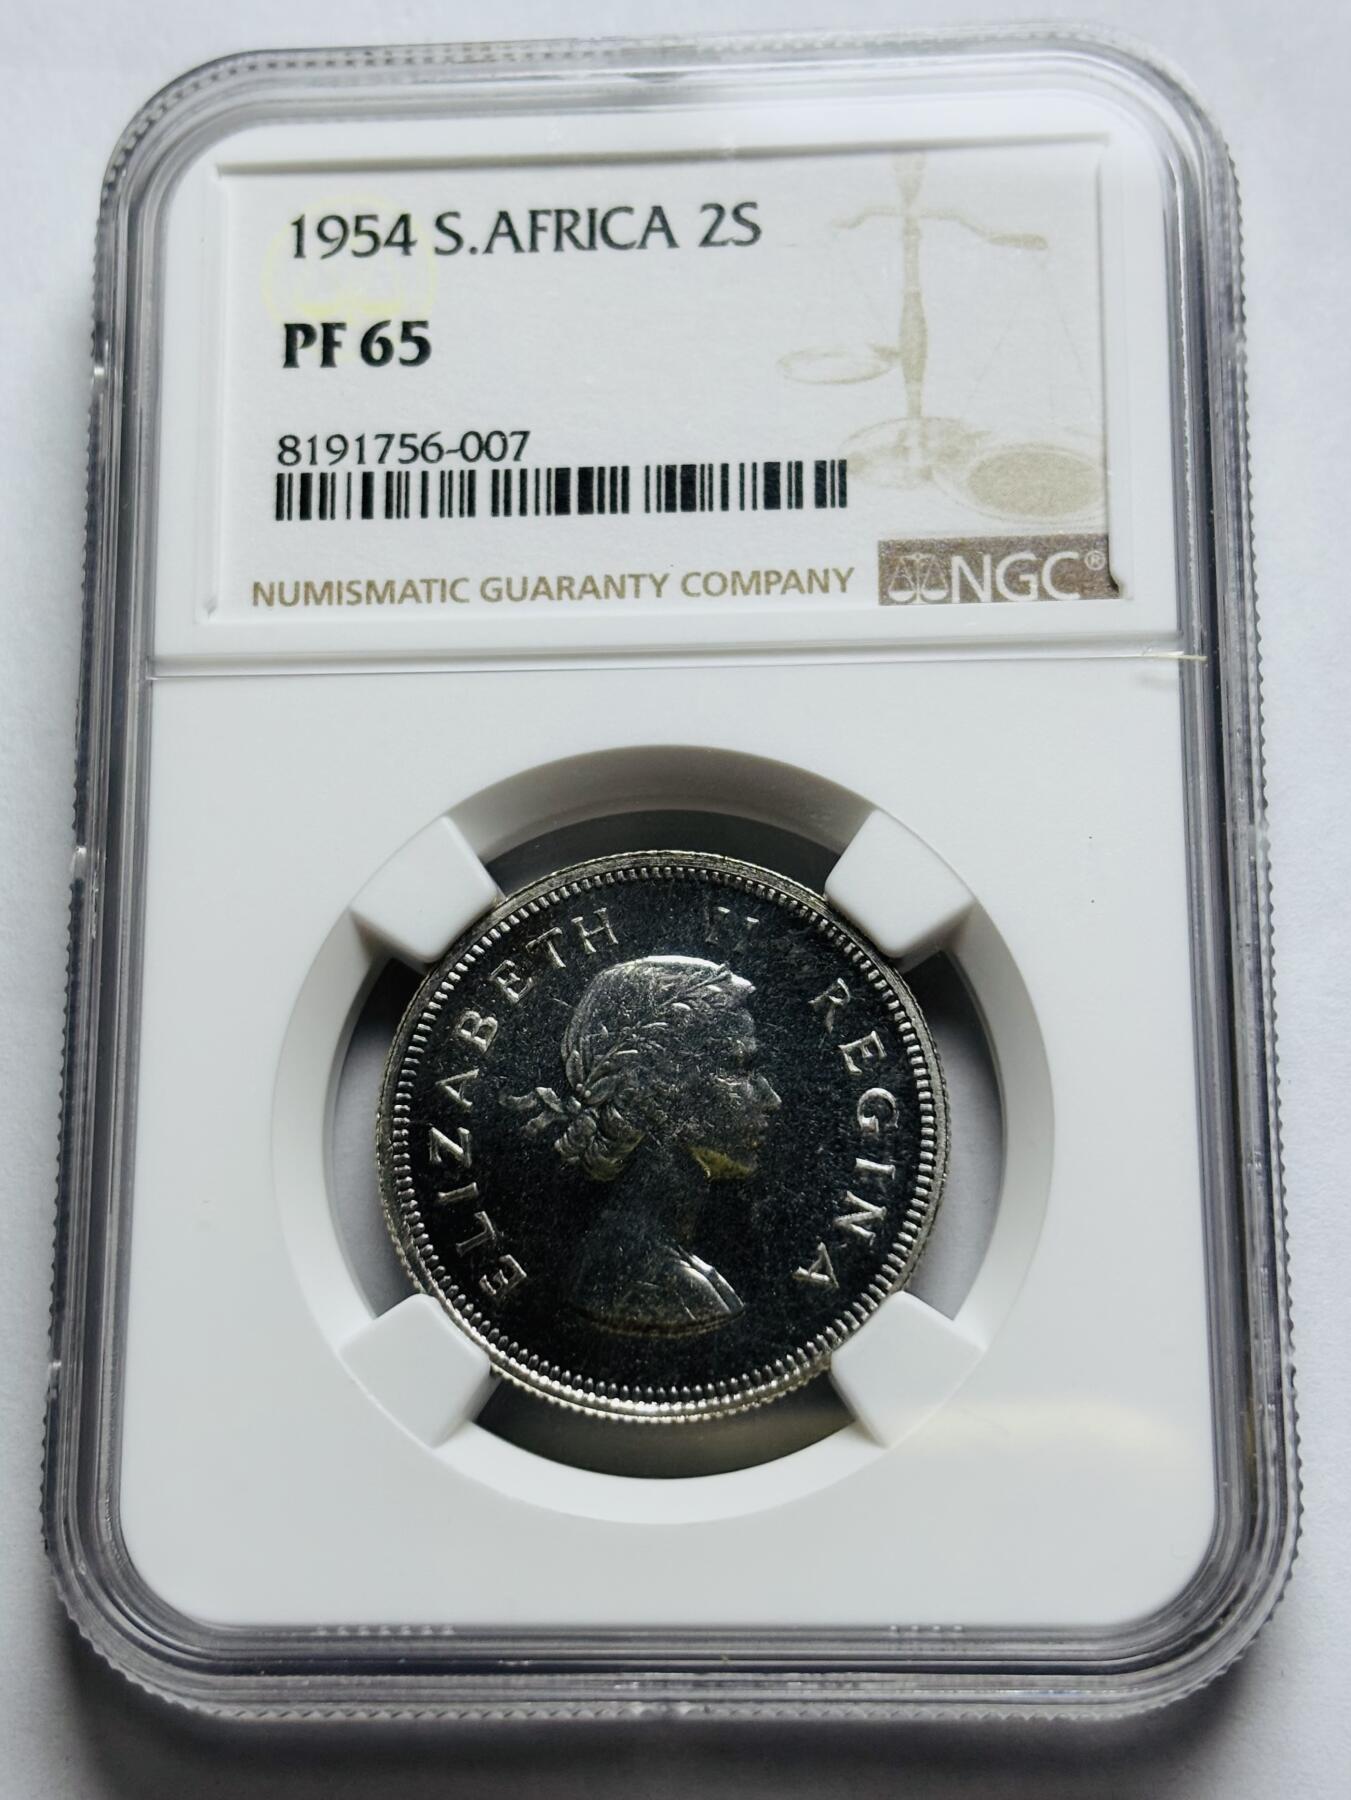 1954 S.AFRICA 2S
PF 65
8191756-007
NUMISMATIC GUARANTY COMPANY
NGC®
ELIZABETH II REGINA